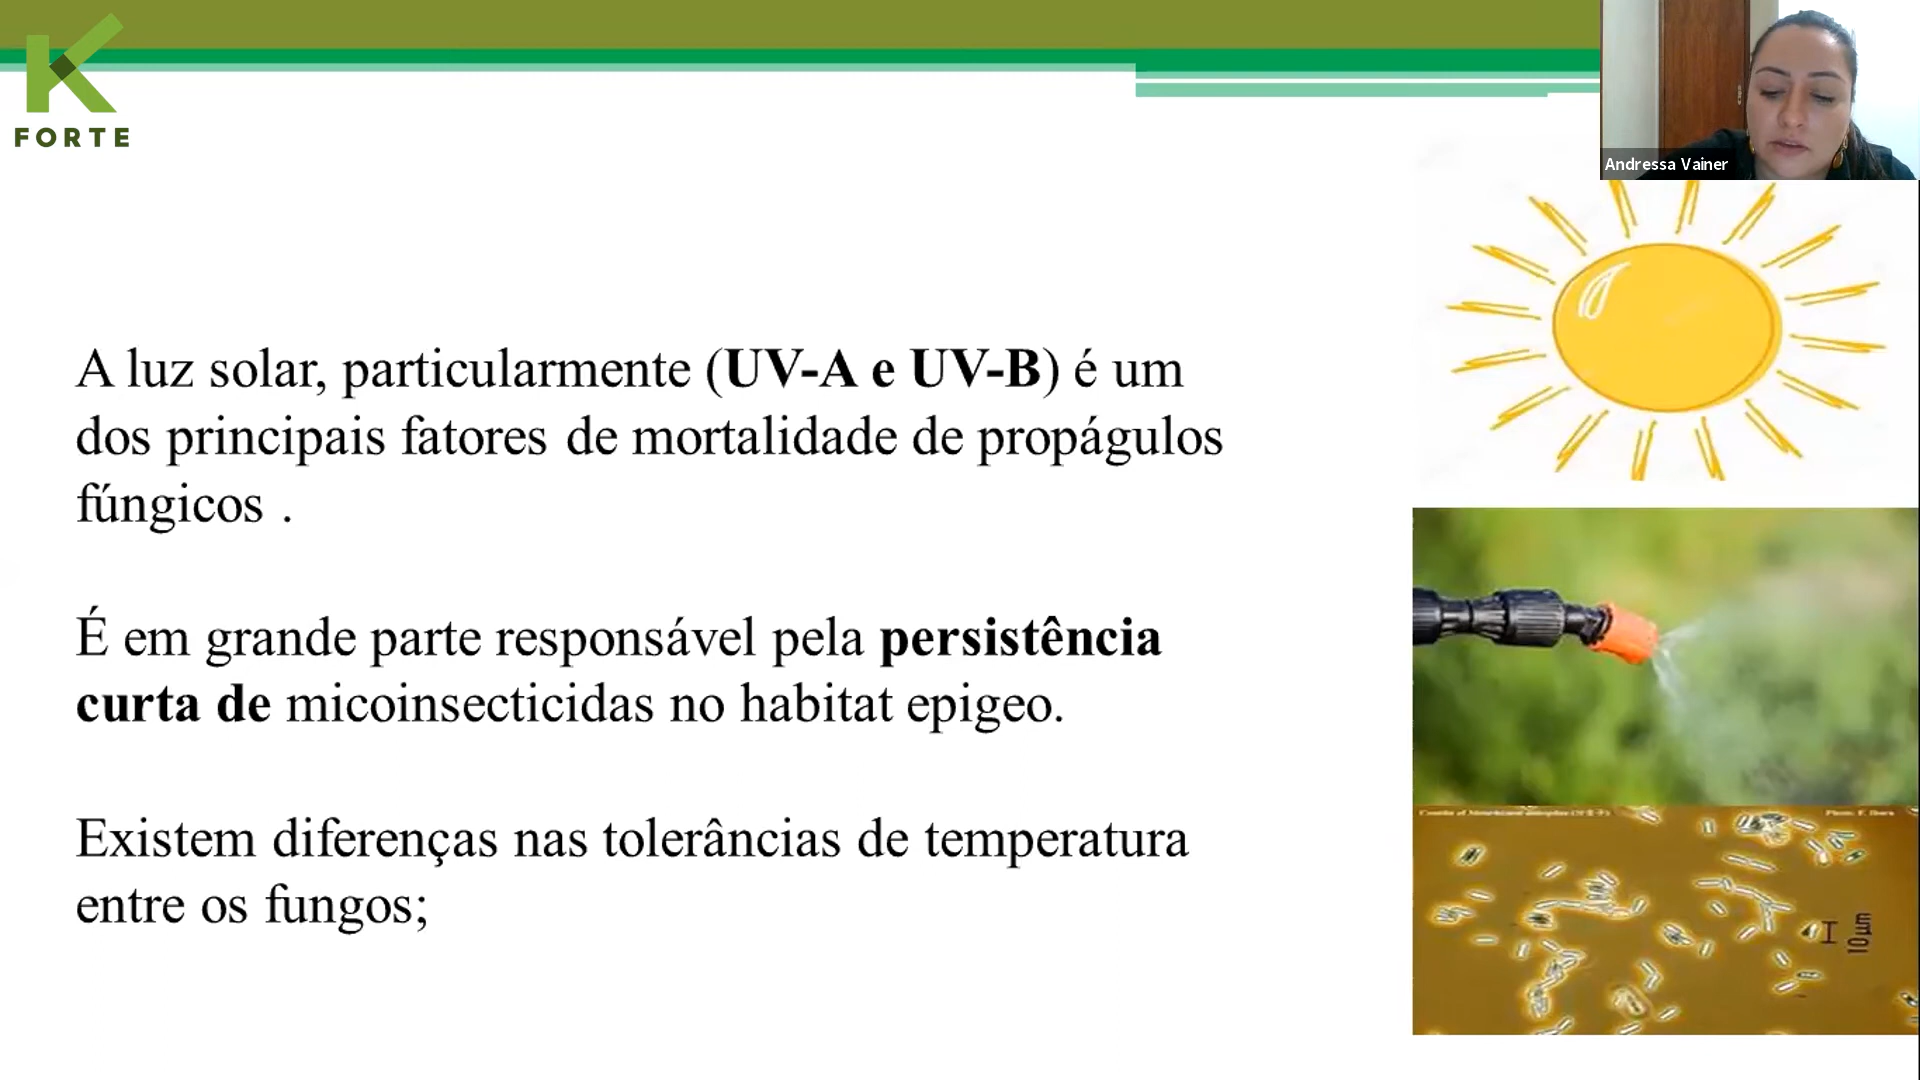 K
FORTE
Andressa Vainer
A luz solar, particularmente (UV-A e UV-B) é um
dos principais fatores de mortalidade de propágulos
fúngicos .
É em grande parte responsável pela persistência
curta de micoinsecticidas no habitat epigeo.
Existem diferenças nas tolerâncias de temperatura
entre os fungos;
10µm